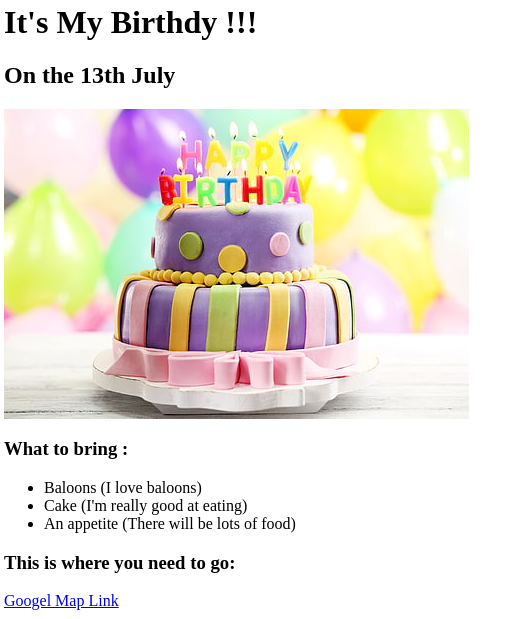 It's My Birthdy !!!
On the 13th July
HAPPY
BIRTHDAY
What to bring :
Baloons (I love baloons)
Cake (I'm really good at eating)
An appetite (There will be lots of food)
This is where you need to go:
Googel Map Link